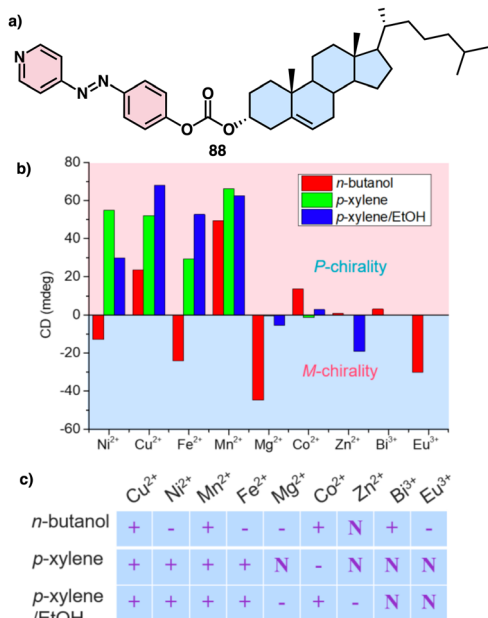 a)
N
N
N
O
O
O
88
b)
80
60
40
20
0
-20
-40
-60
CD (mdeg)
n-butanol
p-xylene
p-xylene/EtOH
P-chirality
M-chirality
Ni²⁺ Cu²⁺ Fe²⁺ Mn²⁺ Mg²⁺ Co²⁺ Zn²⁺ Bi³⁺ Eu³⁺
c)
Cu²⁺ Ni²⁺ Mn²⁺ Fe²⁺ Mg²⁺ Co²⁺ Zn²⁺ Bi³⁺ Eu³⁺
n-butanol + - + - - + N + -
p-xylene + + + + N - N N N
p-xylene + + + + - + - N N
/EtOH